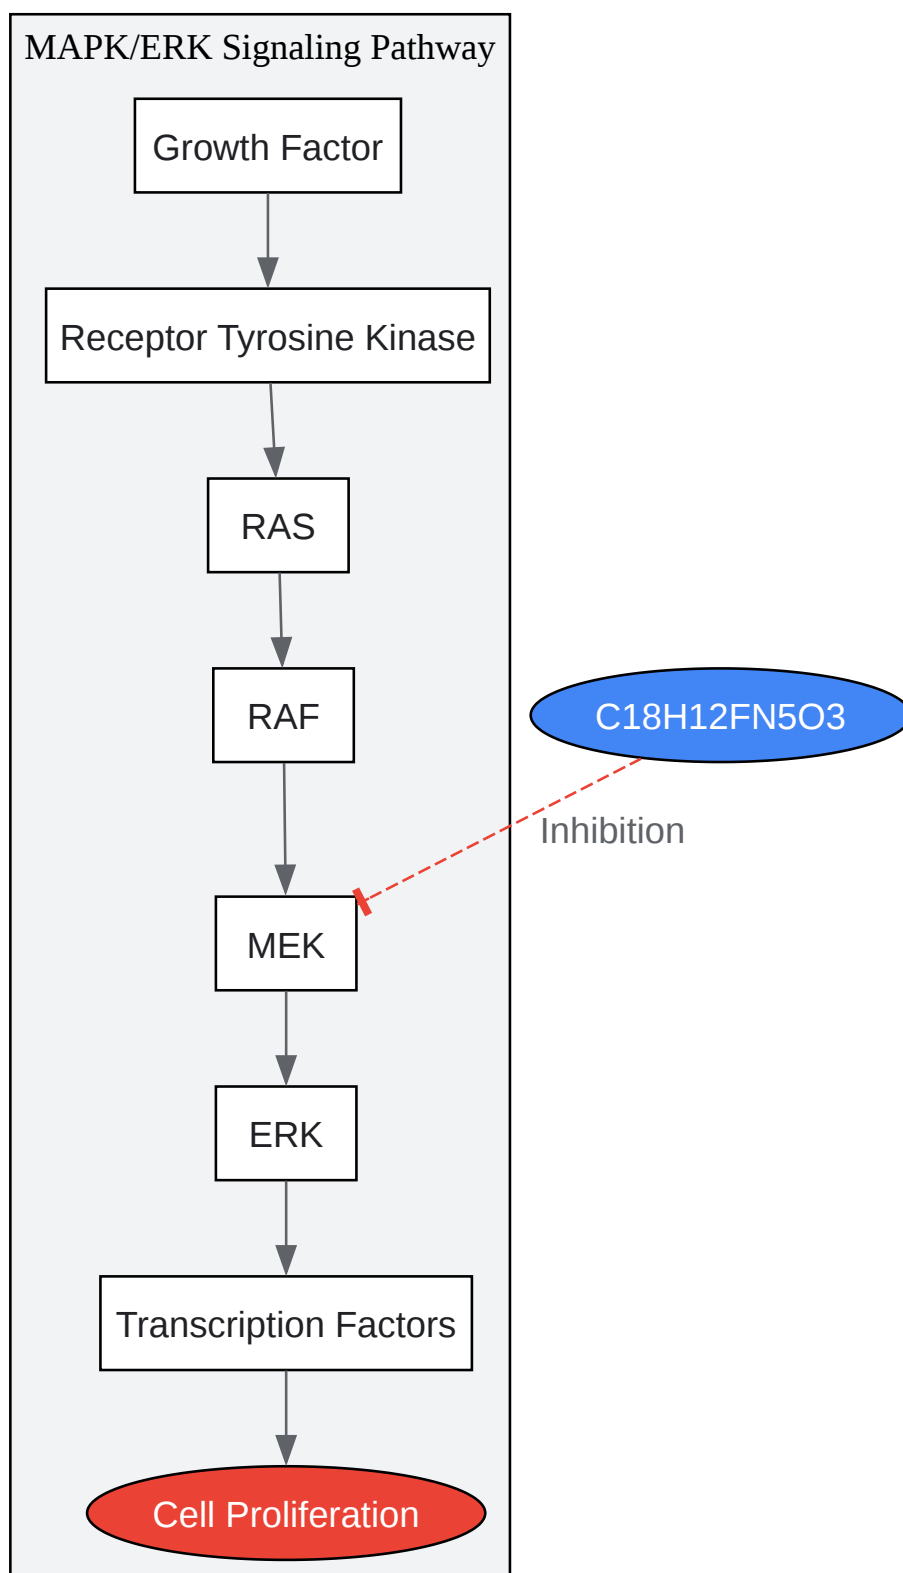 MAPK/ERK Signaling Pathway
Growth Factor
Receptor Tyrosine Kinase
RAS
RAF
C18H12FN5O3
Inhibition
MEK
ERK
Transcription Factors
Cell Proliferation